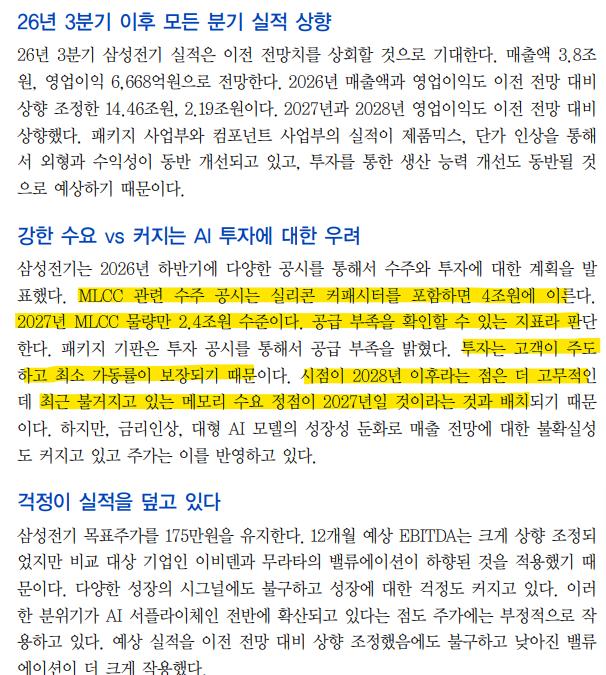 26년 3분기 이후 모든 분기 실적 상향
26년 3분기 삼성전기 실적은 이전 전망치를 상회할 것으로 기대한다. 매출액 3.8조
원, 영업이익 6,668억원으로 전망한다. 2026년 매출액과 영업이익도 이전 전망 대비
상향 조정한 14.46조원, 2.19조원이다. 2027년과 2028년 영업이익도 이전 전망 대비
상향했다. 패키지 사업부와 컴포넌트 사업부의 실적이 제품믹스, 단가 인상을 통해
서 외형과 수익성이 동반 개선되고 있고, 투자를 통한 생산 능력 개선도 동반될 것
으로 예상하기 때문이다.
강한 수요 vs 커지는 AI 투자에 대한 우려
삼성전기는 2026년 하반기에 다양한 공시를 통해서 수주와 투자에 대한 계획을 발
표했다. MLCC 관련 수주 공시는 실리콘 커패시터를 포함하면 4조원에 이른다.
2027년 MLCC 물량만 2.4조원 수준이다. 공급 부족을 확인할 수 있는 지표라 판단
한다. 패키지 기판은 투자 공시를 통해서 공급 부족을 밝혔다. 투자는 고객이 주도
하고 최소 가동률이 보장되기 때문이다. 시점이 2028년 이후라는 점은 더 고무적인
데 최근 불거지고 있는 메모리 수요 정점이 2027년일 것이라는 것과 배치되기 때문
이다. 하지만, 금리인상, 대형 AI 모델의 성장성 둔화로 매출 전망에 대한 불확실성
도 커지고 있고 주가는 이를 반영하고 있다.
걱정이 실적을 덮고 있다
삼성전기 목표주가를 175만원을 유지한다. 12개월 예상 EBITDA는 크게 상향 조정되
었지만 비교 대상 기업인 이비덴과 무라타의 밸류에이션이 하향된 것을 적용했기 때
문이다. 다양한 성장의 시그널에도 불구하고 성장에 대한 걱정도 커지고 있다. 이러
한 분위기가 AI 서플라이체인 전반에 확산되고 있다는 점도 주가에는 부정적으로 작
용하고 있다. 예상 실적을 이전 전망 대비 상향 조정했음에도 불구하고 낮아진 밸류
에이션이 더 크게 작용했다.